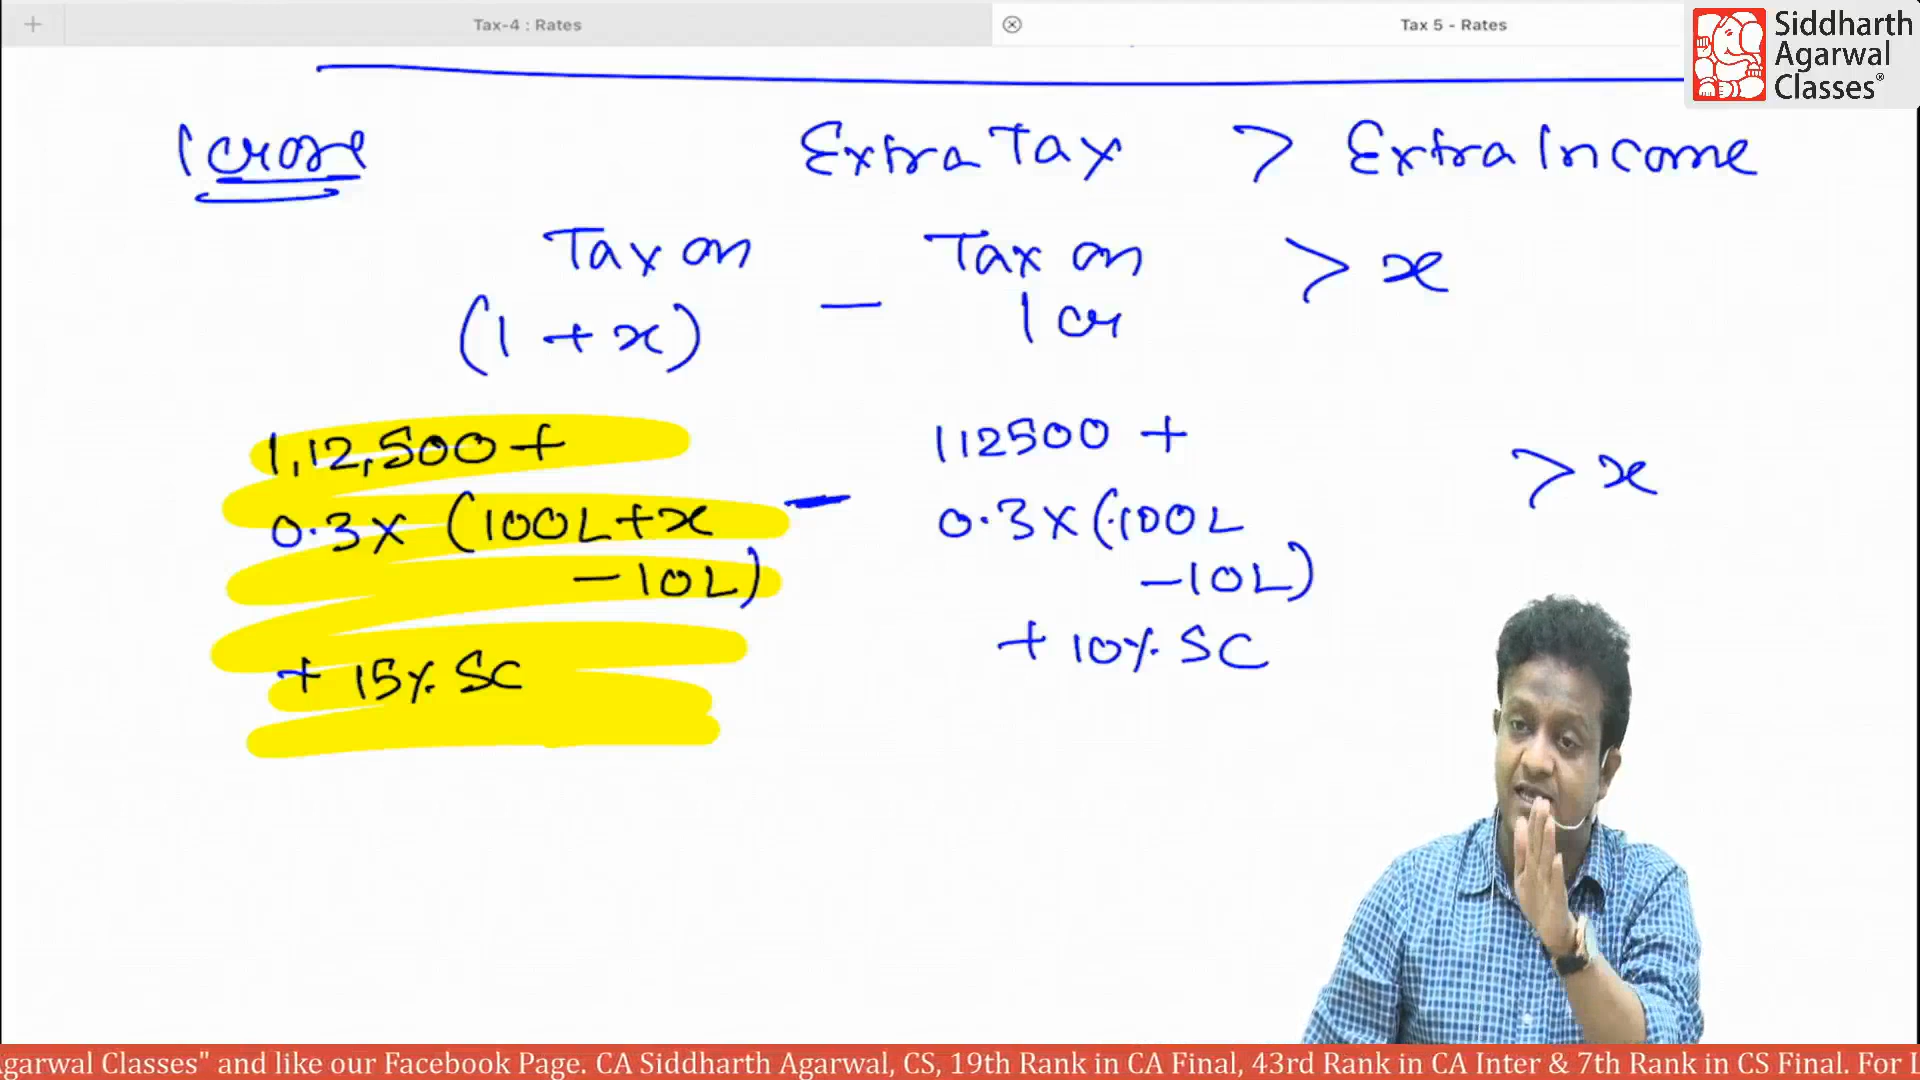 Tax-4 : Rates
Tax 5 - Rates
Siddharth
Agarwal
Classes®
1 crore
Extra Tax > Extra Income
Tax on - Tax on > x
(1 + x) 1 cr
1,12,500 + 112500 +
> x
0.3 x (100L + x - 0.3 x (100L
- 10L) - 10L)
+ 15% SC + 10% SC
garwal Classes" and like our Facebook Page. CA Siddharth Agarwal, CS, 19th Rank in CA Final, 43rd Rank in CA Inter & 7th Rank in CS Final. For L